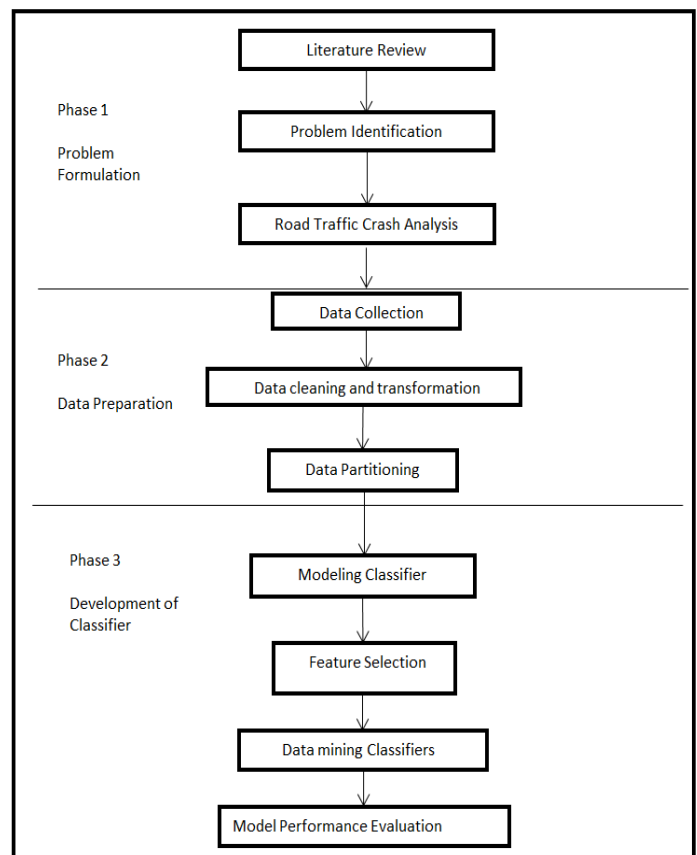 Literature Review
Phase 1
Problem Identification
Problem
Formulation
Road Traffic Crash Analysis
Data Collection
Phase 2
Data cleaning and transformation
Data Preparation
Data Partitioning
Phase 3
Modeling Classifier
Development of
Classifier
Feature Selection
Data mining Classifiers
Model Performance Evaluation